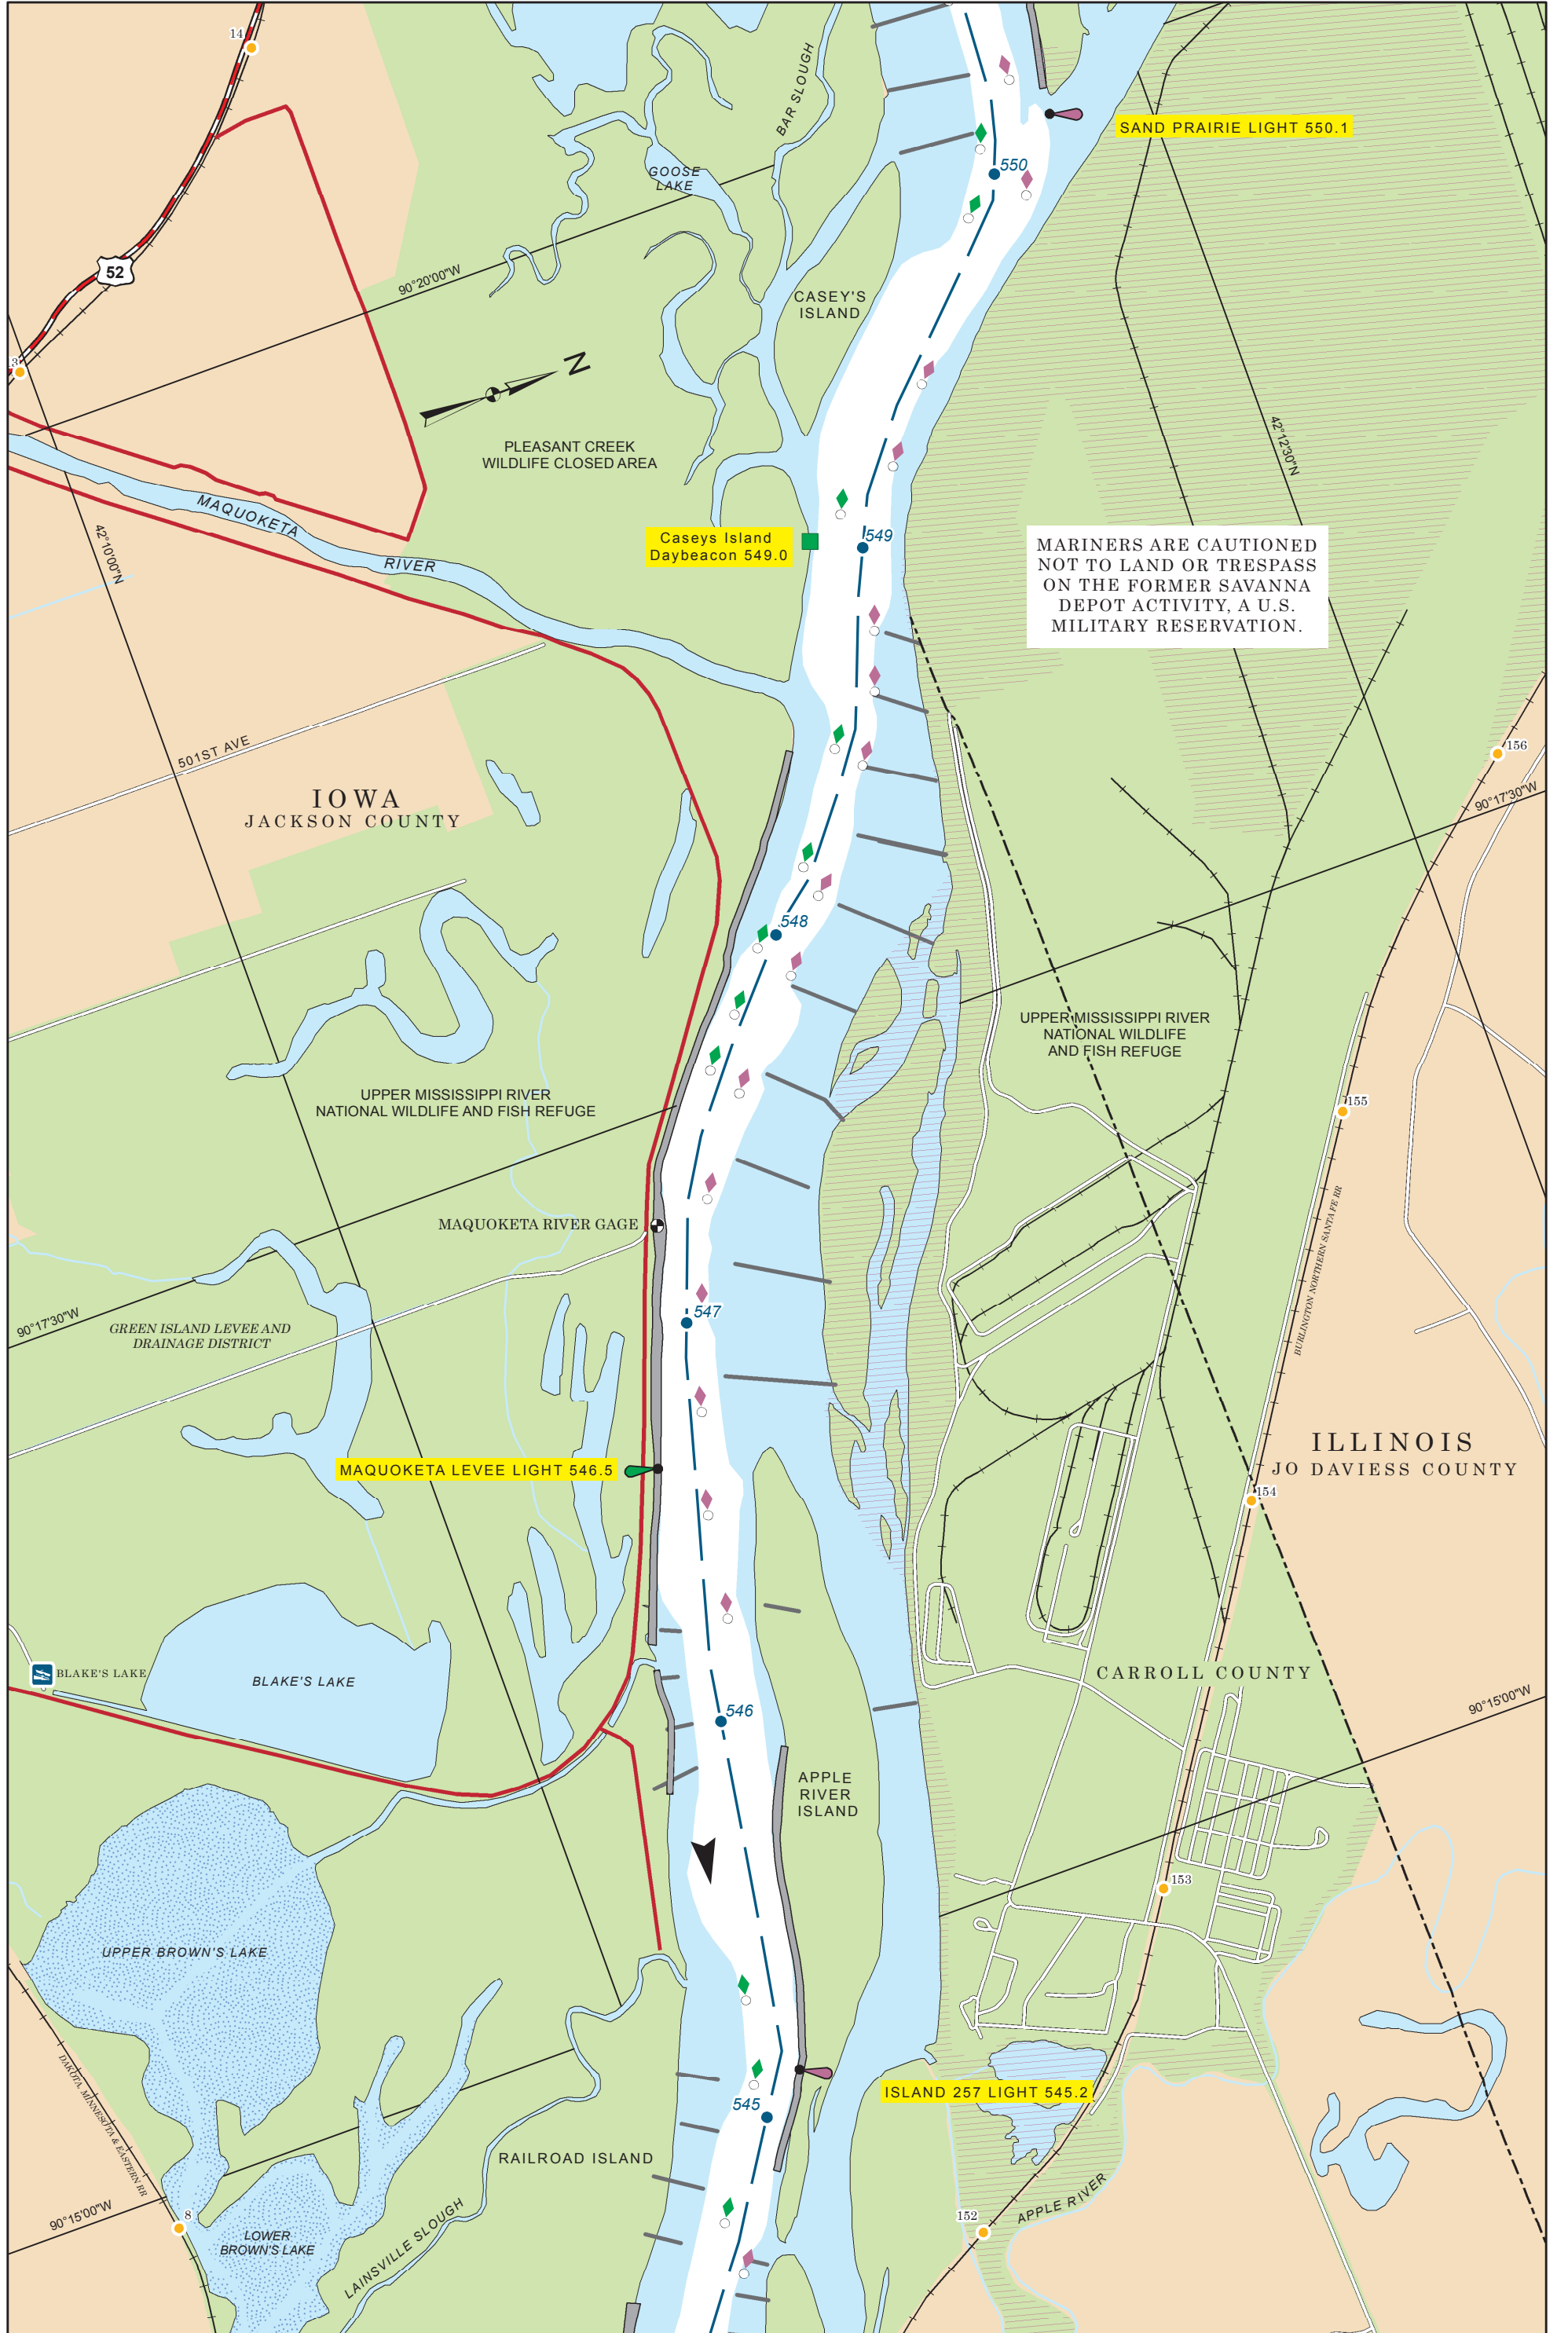 14
SAND PRAIRIE LIGHT 550.1
BAR SLOUGH
550
GOOSE
LAKE
52
90°20'00"W
CASEY'S
ISLAND
N
PLEASANT CREEK
WILDLIFE CLOSED AREA
42°12'30"N
MAQUOKETA
RIVER
Caseys Island
Daybeacon 549.0
549
MARINERS ARE CAUTIONED
NOT TO LAND OR TRESPASS
ON THE FORMER SAVANNA
DEPOT ACTIVITY, A U.S.
MILITARY RESERVATION.
42°10'00"N
501ST AVE
156
90°17'30"W
IOWA
JACKSON COUNTY
548
UPPER MISSISSIPPI RIVER
NATIONAL WILDLIFE
AND FISH REFUGE
UPPER MISSISSIPPI RIVER
NATIONAL WILDLIFE AND FISH REFUGE
155
MAQUOKETA RIVER GAGE
BURLINGTON NORTHERN SANTA FE RR
90°17'30"W
GREEN ISLAND LEVEE AND
DRAINAGE DISTRICT
547
ILLINOIS
JO DAVIESS COUNTY
MAQUOKETA LEVEE LIGHT 546.5
154
BLAKE'S LAKE
BLAKE'S LAKE
CARROLL COUNTY
546
90°15'00"W
APPLE
RIVER
ISLAND
153
UPPER BROWN'S LAKE
ISLAND 257 LIGHT 545.2
545
DAKOTA, MINNESOTA & EASTERN RR
RAILROAD ISLAND
APPLE RIVER
152
90°15'00"W
8
LOWER
BROWN'S LAKE
LAINSVILLE SLOUGH